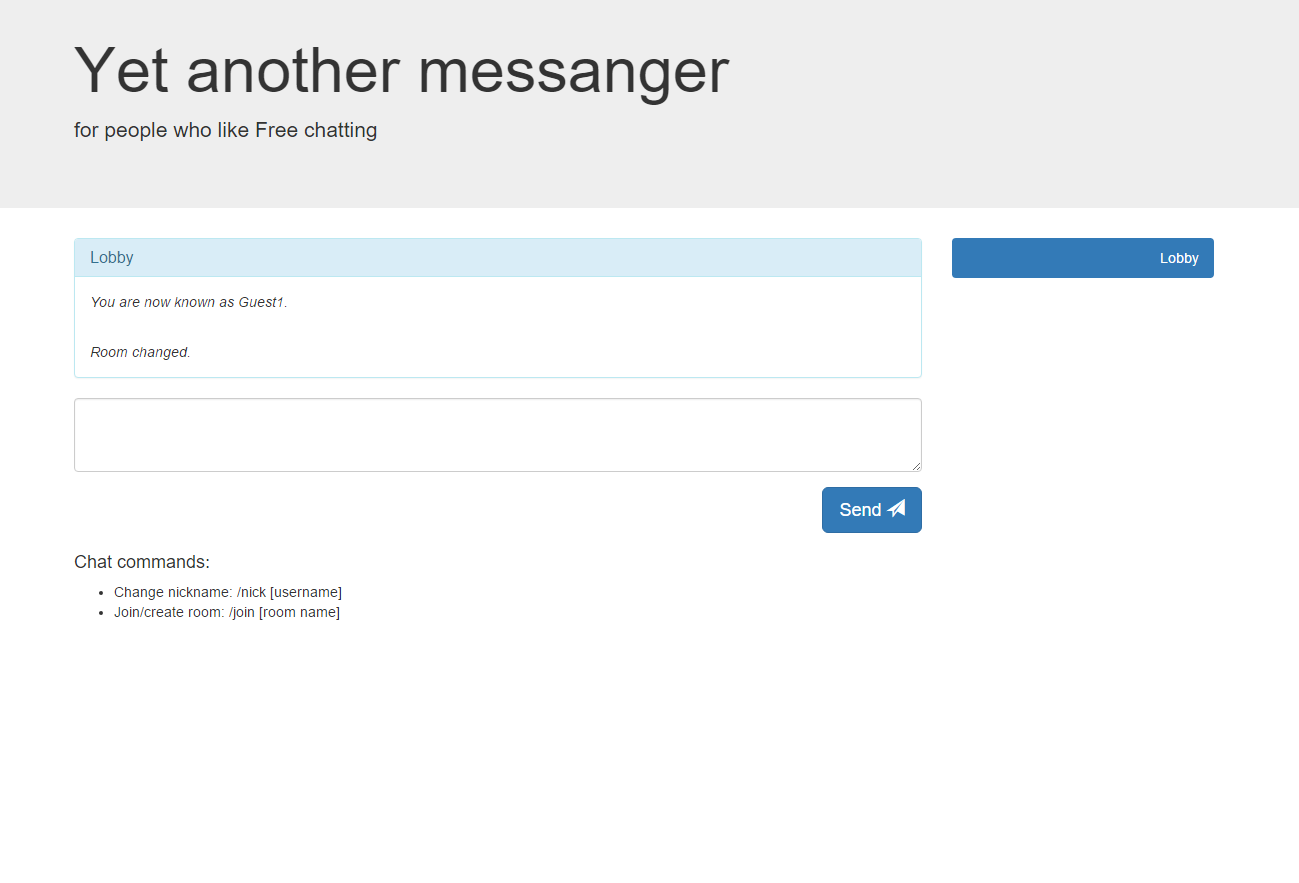 Yet another messanger
for people who like Free chatting
Lobby
You are now known as Guest1.
Room changed.
Lobby
Send
Chat commands:
Change nickname: /nick [username]
Join/create room: /join [room name]